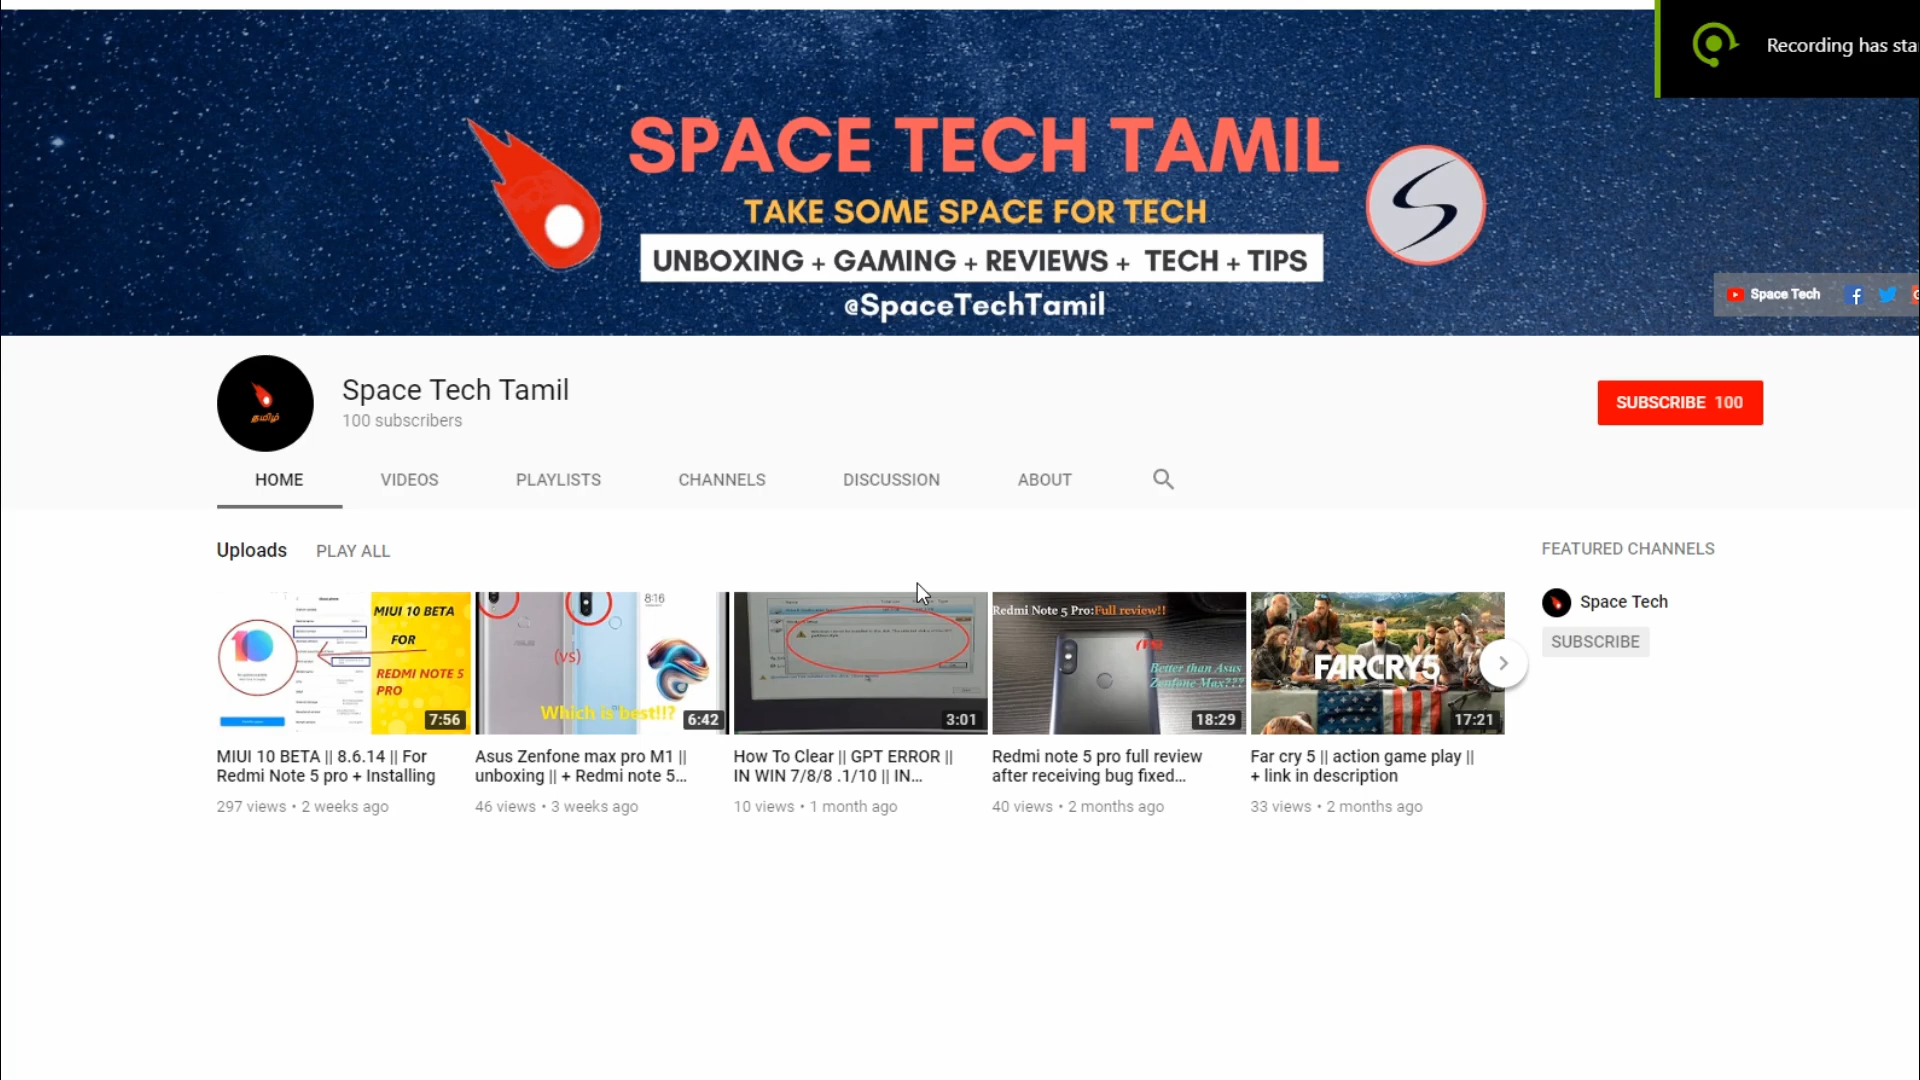 Recording has sta
SPACE TECH TAMIL
TAKE SOME SPACE FOR TECH
UNBOXING + GAMING + REVIEWS + TECH + TIPS
@SpaceTechTamil
Space Tech
தமிழ்
Space Tech Tamil
100 subscribers
SUBSCRIBE 100
HOME
VIDEOS
PLAYLISTS
CHANNELS
DISCUSSION
ABOUT
Uploads
PLAY ALL
FEATURED CHANNELS
Space Tech
SUBSCRIBE
10
MIUI 10 BETA
FOR
REDMI NOTE 5
PRO
7:56
8:16
ASUS
(VS)
Which is best!!?
6:42
3:01
Redmi Note 5 Pro:Full review!!
Better than Asus
Zenfone Max???
18:29
FARCRY5
17:21
MIUI 10 BETA || 8.6.14 || For
Redmi Note 5 pro + Installing
297 views • 2 weeks ago
Asus Zenfone max pro M1 ||
unboxing || + Redmi note 5...
46 views • 3 weeks ago
How To Clear || GPT ERROR ||
IN WIN 7/8/8 .1/10 || IN...
10 views • 1 month ago
Redmi note 5 pro full review
after receiving bug fixed...
40 views • 2 months ago
Far cry 5 || action game play ||
+ link in description
33 views • 2 months ago